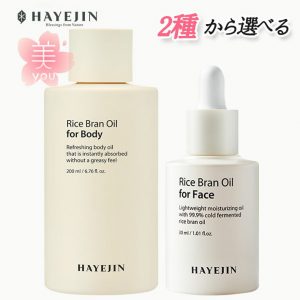 HAYEJIN
Blessings from Nature
2種から選べる
美
you
Rice Bran Oil
for Body
Refreshing body oil
that is instantly absorbed
without a greasy feel
200 ml / 6.76 fl. oz.
HAYEJIN
Rice Bran Oil
for Face
Lightweight moisturizing oil
with 99.9% cold fermented
rice bran oil
30 ml / 1.01 fl.oz
HAYEJIN